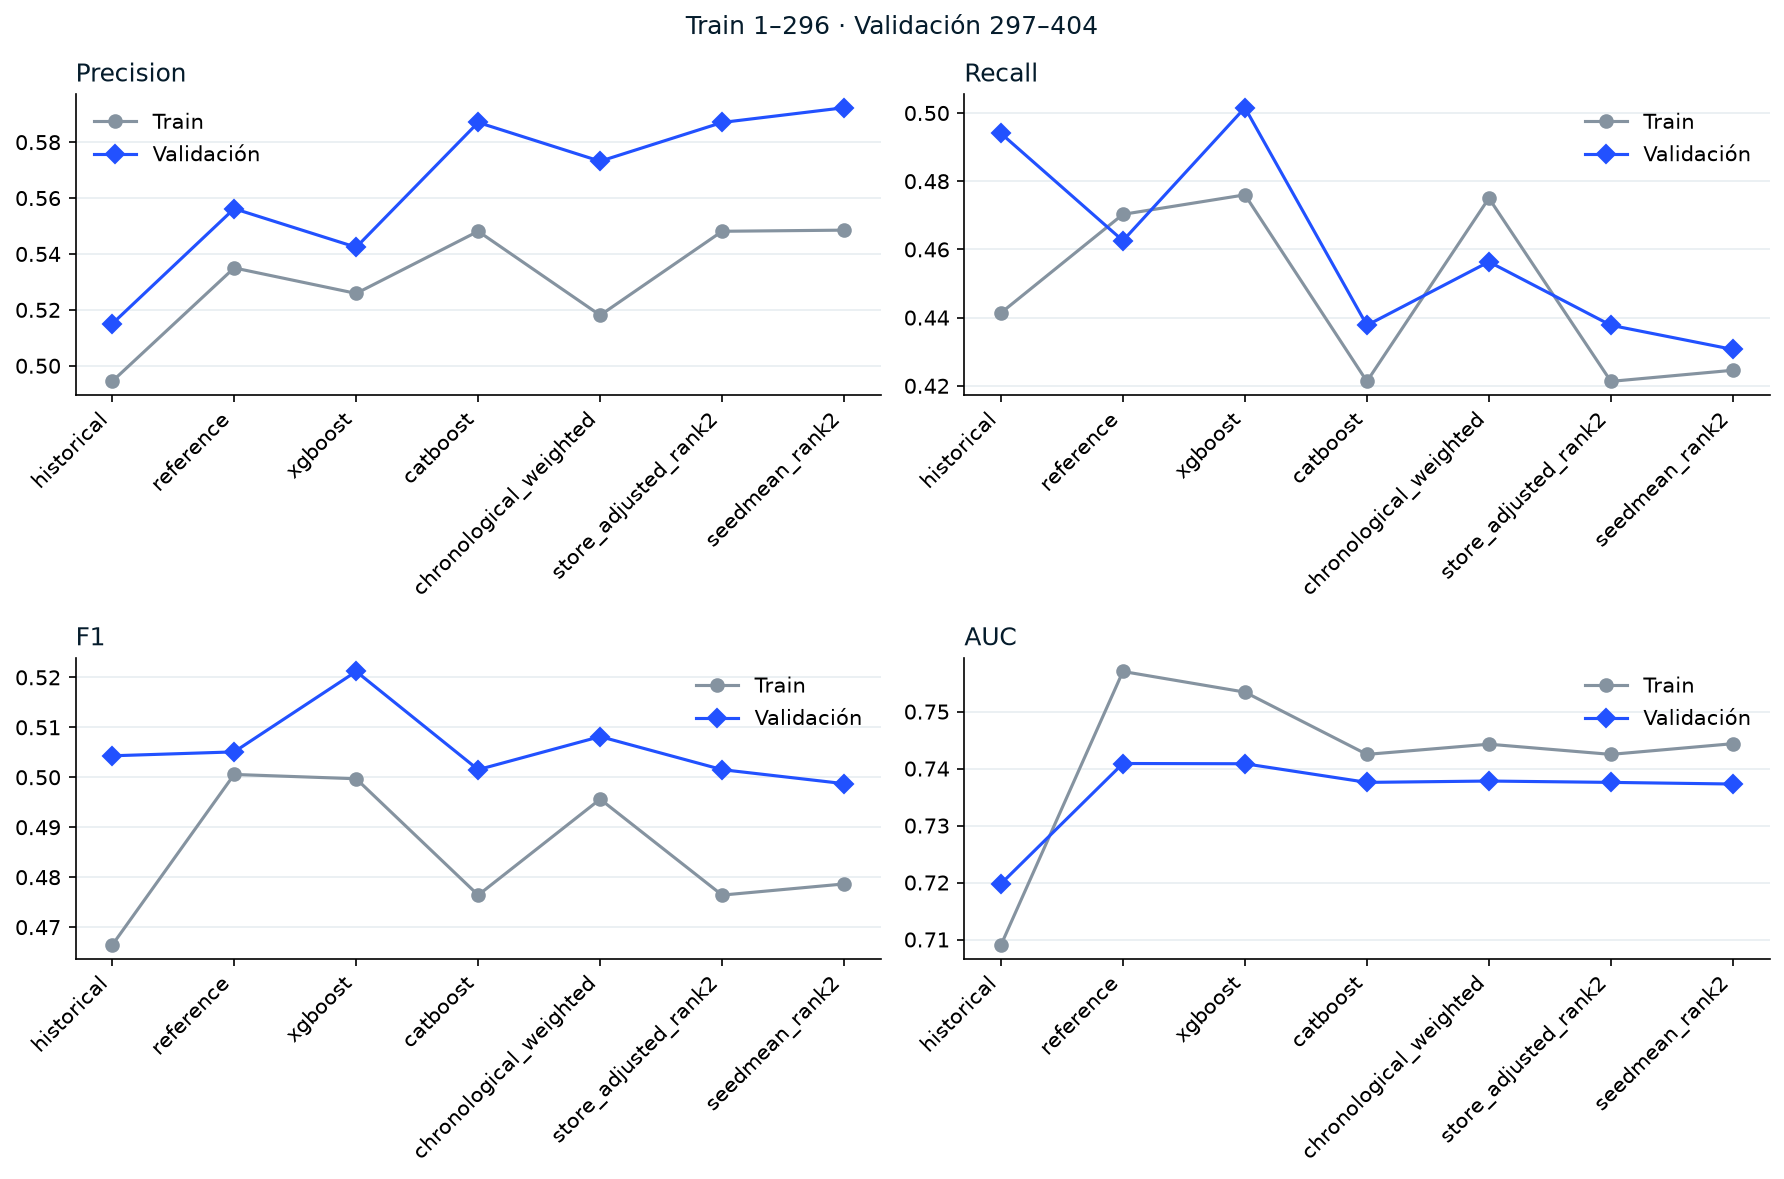 Train 1–296 · Validación 297–404
Precision
Train
Validación
0.58
0.56
0.54
0.52
0.50
historical
reference
xgboost
catboost
chronological_weighted
store_adjusted_rank2
seedmean_rank2
Recall
Train
Validación
0.50
0.48
0.46
0.44
0.42
historical
reference
xgboost
catboost
chronological_weighted
store_adjusted_rank2
seedmean_rank2
F1
Train
Validación
0.52
0.51
0.50
0.49
0.48
0.47
historical
reference
xgboost
catboost
chronological_weighted
store_adjusted_rank2
seedmean_rank2
AUC
Train
Validación
0.75
0.74
0.73
0.72
0.71
historical
reference
xgboost
catboost
chronological_weighted
store_adjusted_rank2
seedmean_rank2